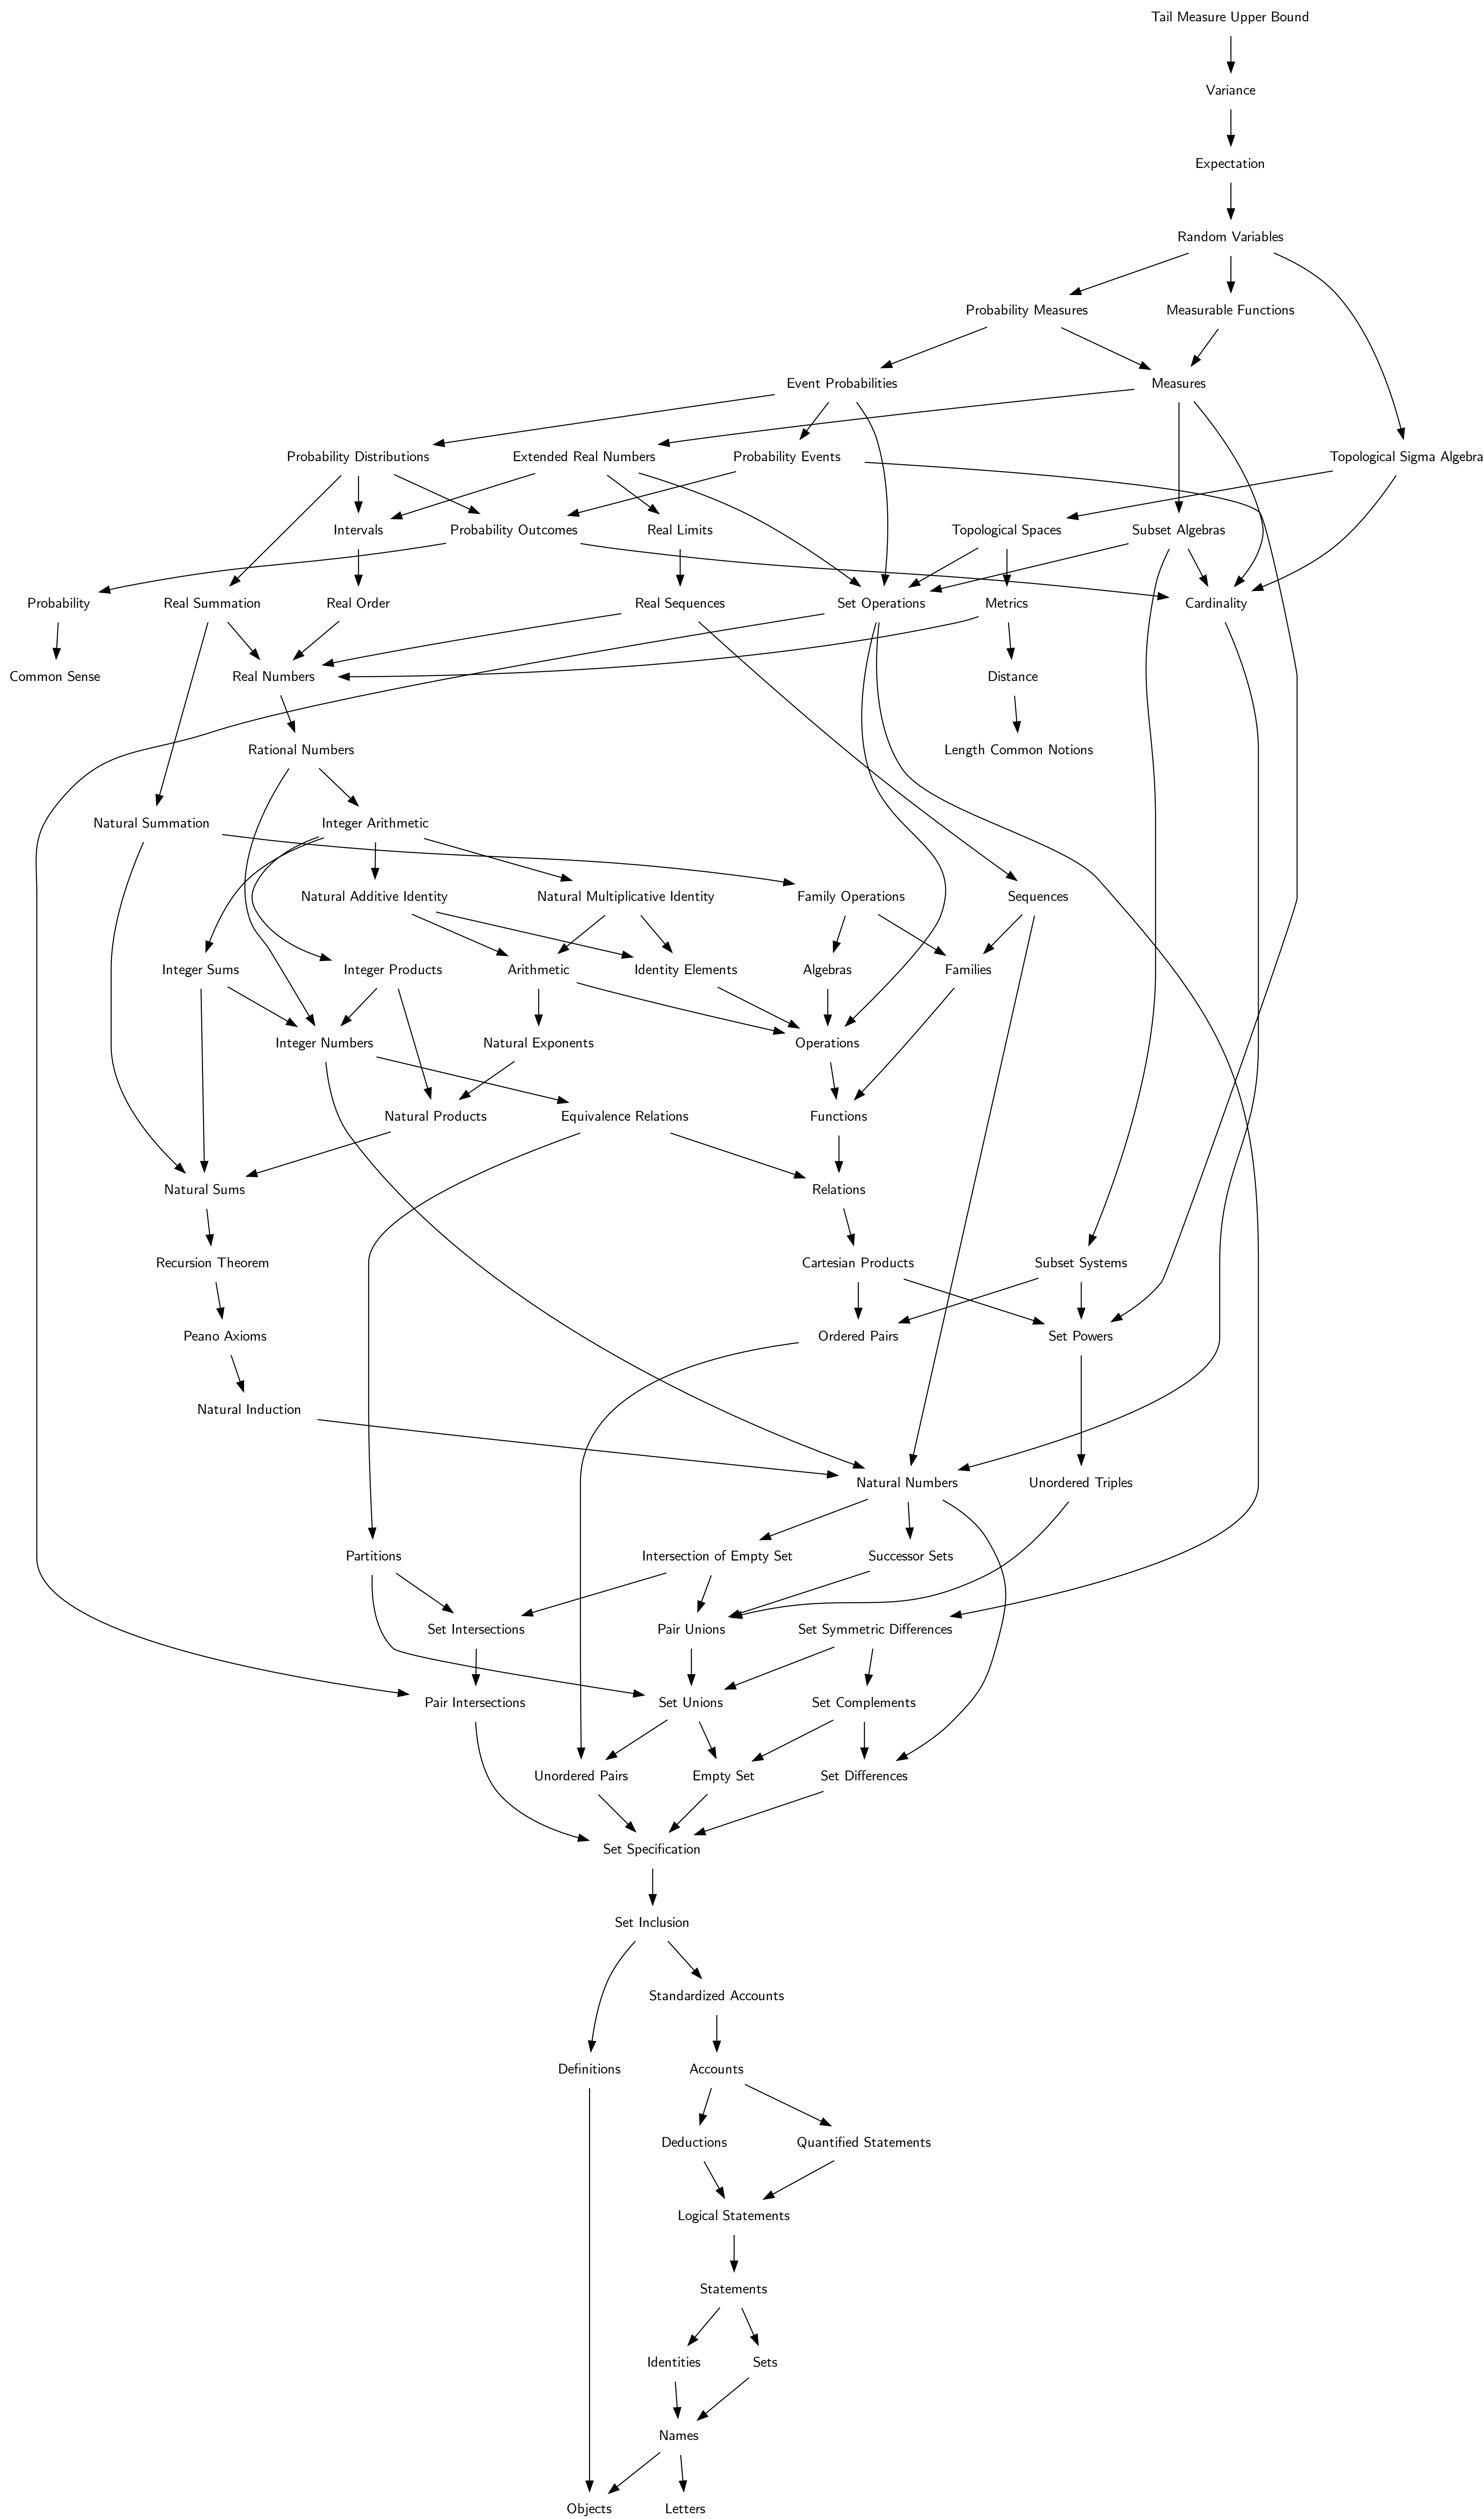 Tail Measure Upper Bound
Variance
Expectation
Random Variables
Probability Measures
Measurable Functions
Event Probabilities
Measures
Probability Distributions
Extended Real Numbers
Probability Events
Topological Sigma Algebra
Intervals
Probability Outcomes
Real Limits
Topological Spaces
Subset Algebras
Probability
Real Summation
Real Order
Real Sequences
Set Operations
Metrics
Cardinality
Common Sense
Real Numbers
Distance
Rational Numbers
Length Common Notions
Natural Summation
Integer Arithmetic
Natural Additive Identity
Natural Multiplicative Identity
Family Operations
Sequences
Integer Sums
Integer Products
Arithmetic
Identity Elements
Algebras
Families
Integer Numbers
Natural Exponents
Operations
Natural Products
Equivalence Relations
Functions
Natural Sums
Relations
Recursion Theorem
Cartesian Products
Subset Systems
Peano Axioms
Ordered Pairs
Set Powers
Natural Induction
Natural Numbers
Unordered Triples
Partitions
Intersection of Empty Set
Successor Sets
Set Intersections
Pair Unions
Set Symmetric Differences
Pair Intersections
Set Unions
Set Complements
Unordered Pairs
Empty Set
Set Differences
Set Specification
Set Inclusion
Standardized Accounts
Definitions
Accounts
Deductions
Quantified Statements
Logical Statements
Statements
Identities
Sets
Names
Objects
Letters